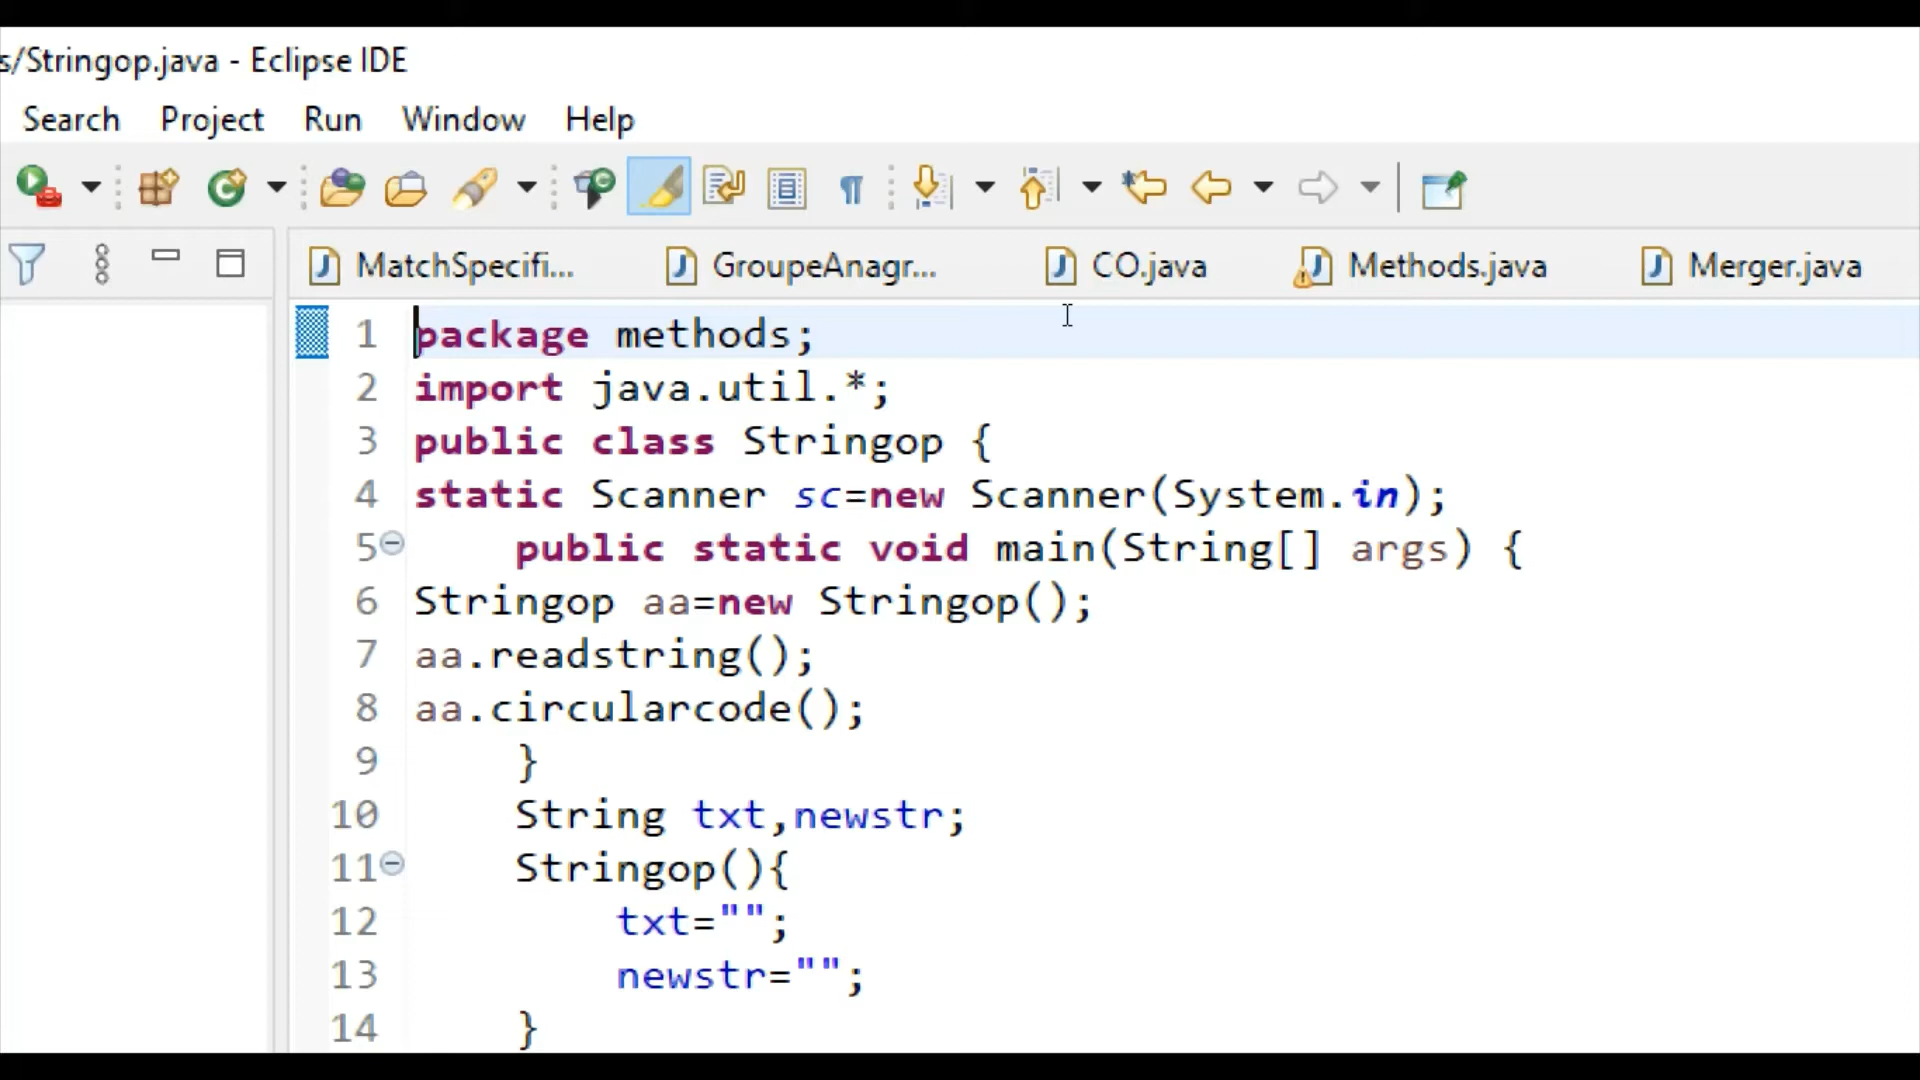 s/Stringop.java - Eclipse IDE
Search Project Run Window Help
MatchSpecifi... GroupeAnagr... CO.java Methods.java Merger.java
1 package methods;
2 import java.util.*;
3 public class Stringop {
4 static Scanner sc=new Scanner(System.in);
5 public static void main(String[] args) {
6 Stringop aa=new Stringop();
7 aa.readstring();
8 aa.circularcode();
9 }
10 String txt,newstr;
11 Stringop(){
12 txt="";
13 newstr="";
14 }